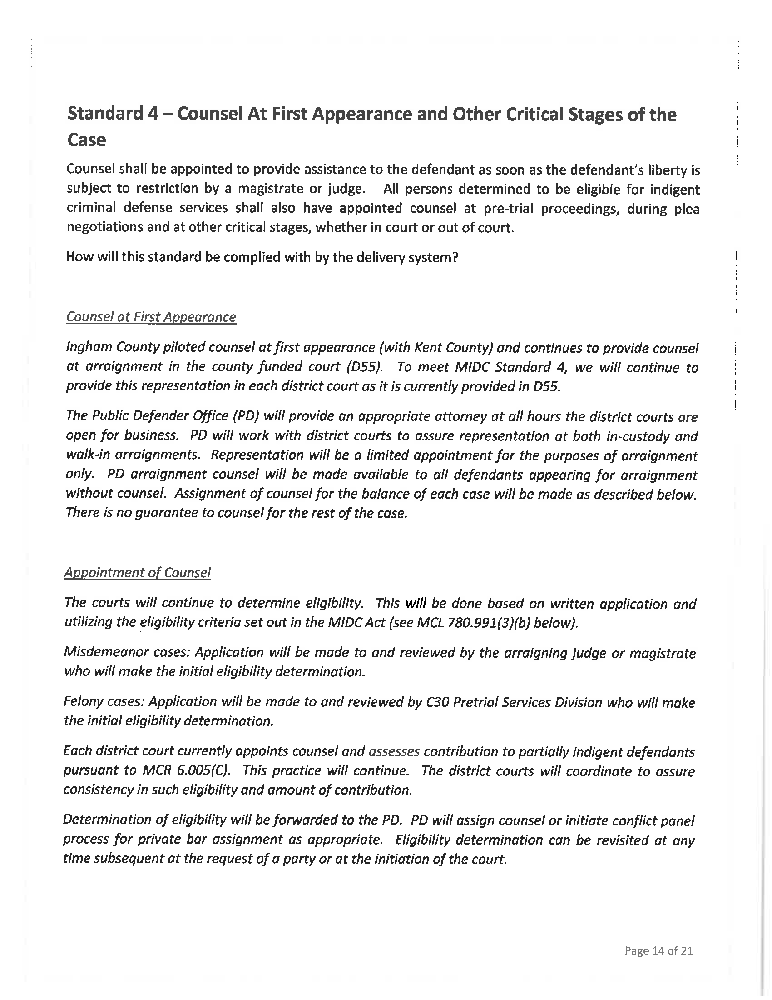 Standard 4 – Counsel At First Appearance and Other Critical Stages of the
Case
Counsel shall be appointed to provide assistance to the defendant as soon as the defendant's liberty is
subject to restriction by a magistrate or judge. All persons determined to be eligible for indigent
criminal defense services shall also have appointed counsel at pre-trial proceedings, during plea
negotiations and at other critical stages, whether in court or out of court.
How will this standard be complied with by the delivery system?
Counsel at First Appearance
Ingham County piloted counsel at first appearance (with Kent County) and continues to provide counsel
at arraignment in the county funded court (D55). To meet MIDC Standard 4, we will continue to
provide this representation in each district court as it is currently provided in D55.
The Public Defender Office (PD) will provide an appropriate attorney at all hours the district courts are
open for business. PD will work with district courts to assure representation at both in-custody and
walk-in arraignments. Representation will be a limited appointment for the purposes of arraignment
only. PD arraignment counsel will be made available to all defendants appearing for arraignment
without counsel. Assignment of counsel for the balance of each case will be made as described below.
There is no guarantee to counsel for the rest of the case.
Appointment of Counsel
The courts will continue to determine eligibility. This will be done based on written application and
utilizing the eligibility criteria set out in the MIDC Act (see MCL 780.991(3)(b) below).
Misdemeanor cases: Application will be made to and reviewed by the arraigning judge or magistrate
who will make the initial eligibility determination.
Felony cases: Application will be made to and reviewed by C30 Pretrial Services Division who will make
the initial eligibility determination.
Each district court currently appoints counsel and assesses contribution to partially indigent defendants
pursuant to MCR 6.005(C). This practice will continue. The district courts will coordinate to assure
consistency in such eligibility and amount of contribution.
Determination of eligibility will be forwarded to the PD. PD will assign counsel or initiate conflict panel
process for private bar assignment as appropriate. Eligibility determination can be revisited at any
time subsequent at the request of a party or at the initiation of the court.
Page 14 of 21